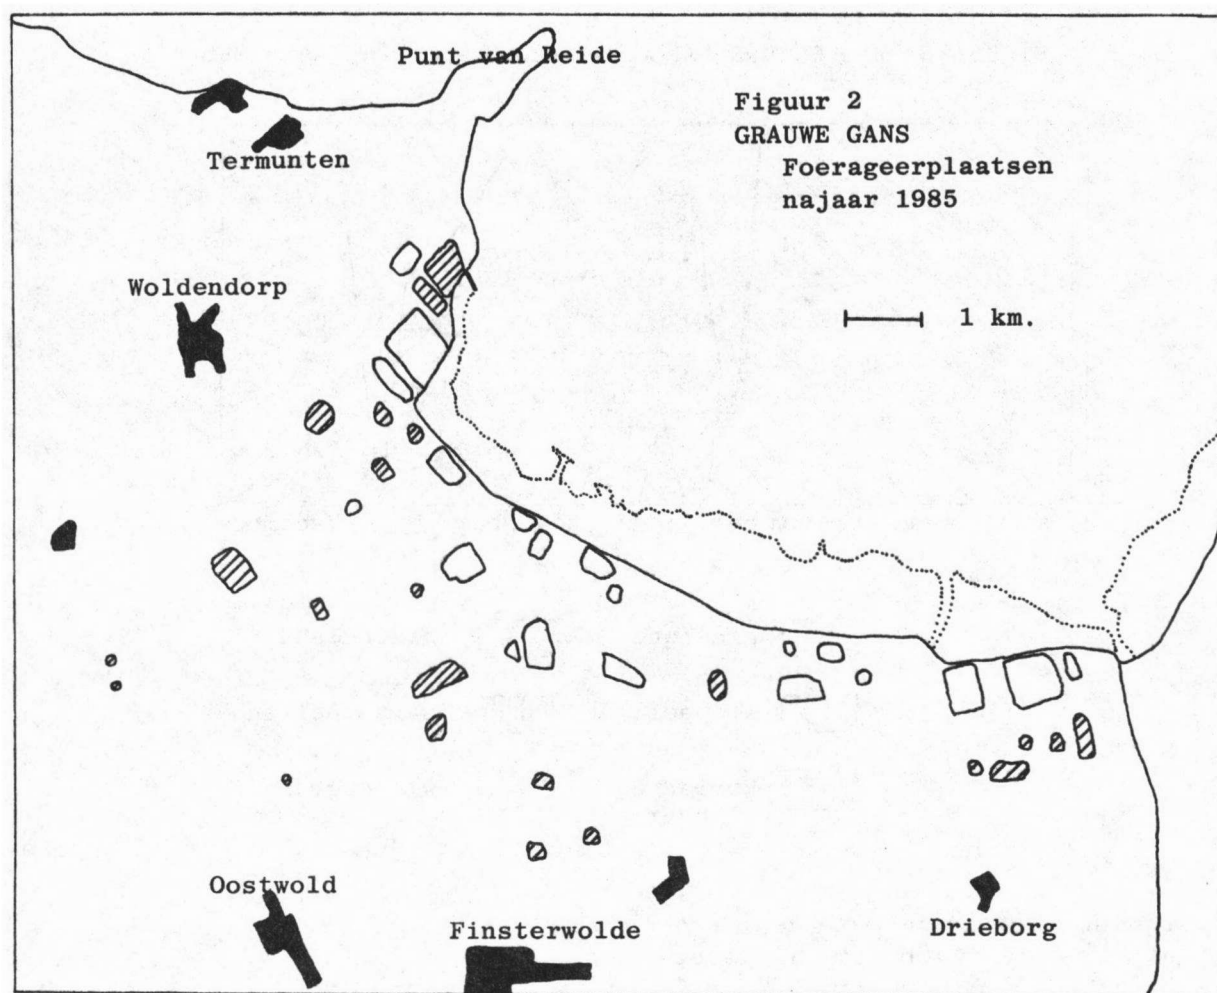 Punt van Reide
Figuur 2
GRAUWE GANS
Foerageerplaatsen
najaar 1985
Termunten
Woldendorp
1 km.
Oostwold
Finsterwolde
Drieborg